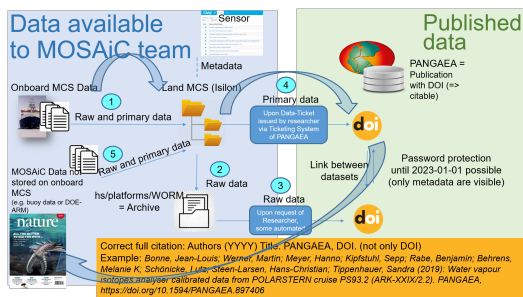 Data available
to MOSAiC team
Sensor
Metadata
Published
data
PANGAEA =
Publication
with DOI (=>
citable)
Onboard MCS Data
Land MCS (Isilon)
1
Raw and primary data
4
Primary data
Upon Data-Ticket
issued by researcher
via Ticketing System
of PANGAEA
doi
5
Raw and primary data
MOSAiC Data not
stored on onboard
MCS
(e.g. buoy data or DOE-
ARM)
2
Raw data
hs/platforms/WORM
= Archive
3
Raw data
Upon request of
Researcher,
some automated
Link between
datasets
Password protection
until 2023-01-01 possible
(only metadata are visible)
doi
nature
Correct full citation: Authors (YYYY) Title. PANGAEA, DOI. (not only DOI)
Example: Bonne, Jean-Louis; Werner, Martin; Meyer, Hanno; Kipfstuhl, Sepp; Rabe, Benjamin; Behrens,
Melanie K; Schönicke, Lutz; Steen-Larsen, Hans-Christian; Tippenhauer, Sandra (2019): Water vapour
isotopes analyser calibrated data from POLARSTERN cruise PS93.2 (ARK-XXIX/2.2). PANGAEA,
https://doi.org/10.1594/PANGAEA.897406